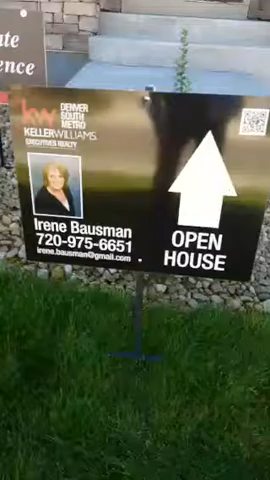 te
ence
kw
DENVER
SOUTH
METRO
KELLERWILLIAMS.
EXECUTIVES REALTY
Irene Bausman
720-975-6651
irene.bausman@gmail.com
OPEN
HOUSE